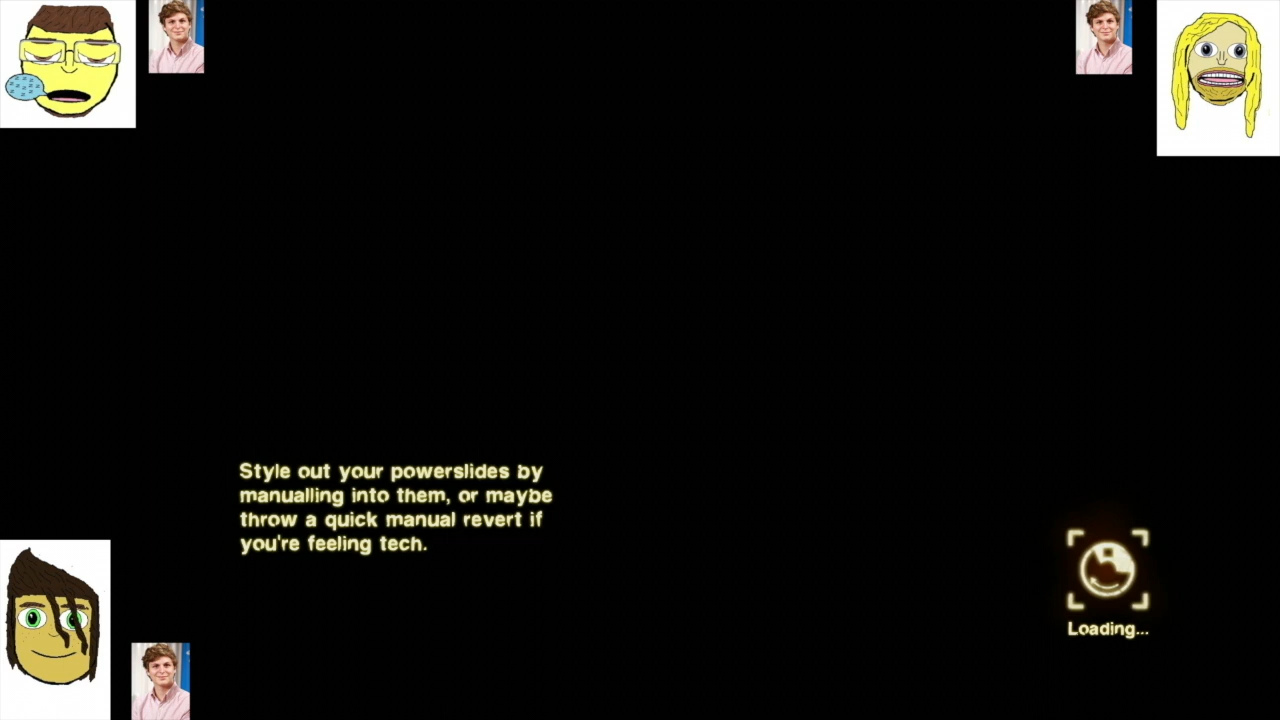 Style out your powerslides by
manualling into them, or maybe
throw a quick manual revert if
you're feeling tech.
Loading...